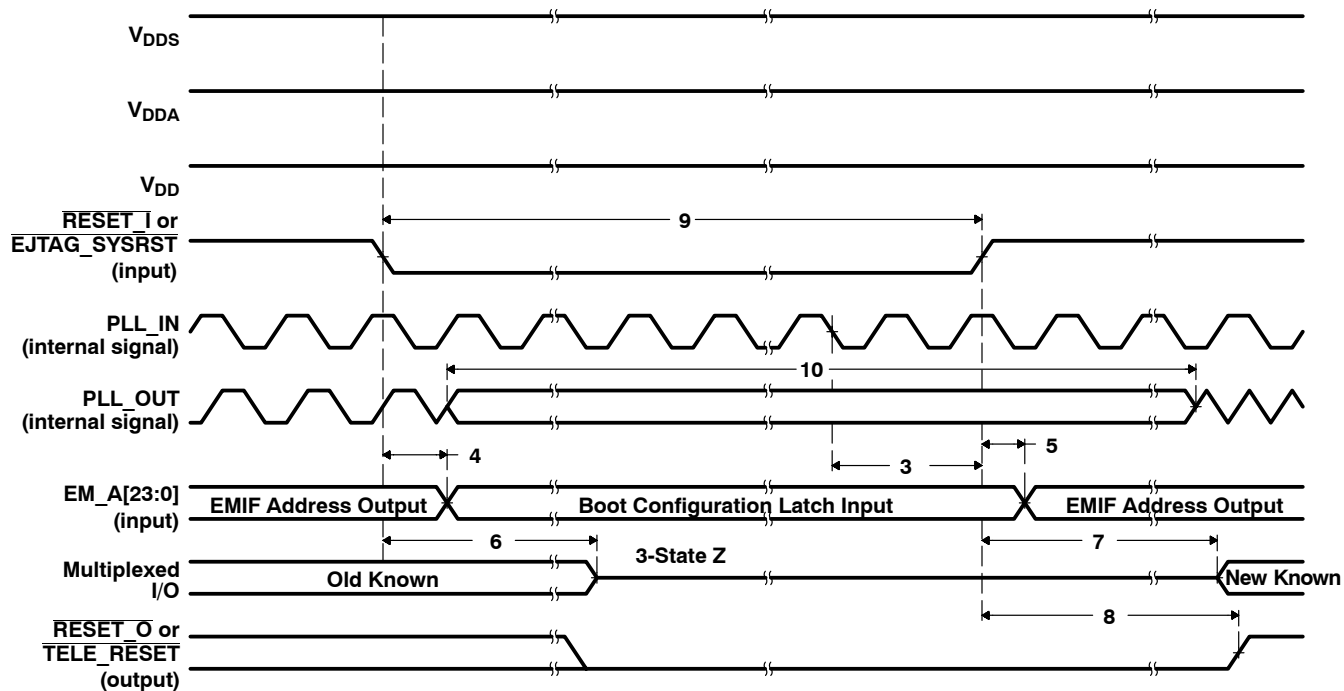 VDDS
VDDA
VDD
RESET_I or
EJTAG_SYSRST
(input)
9
PLL_IN
(internal signal)
10
PLL_OUT
(internal signal)
4
3
5
EM_A[23:0]
(input)
EMIF Address Output
Boot Configuration Latch Input
EMIF Address Output
6
3-State Z
7
Multiplexed
I/O
Old Known
New Known
8
RESET_O or
TELE_RESET
(output)